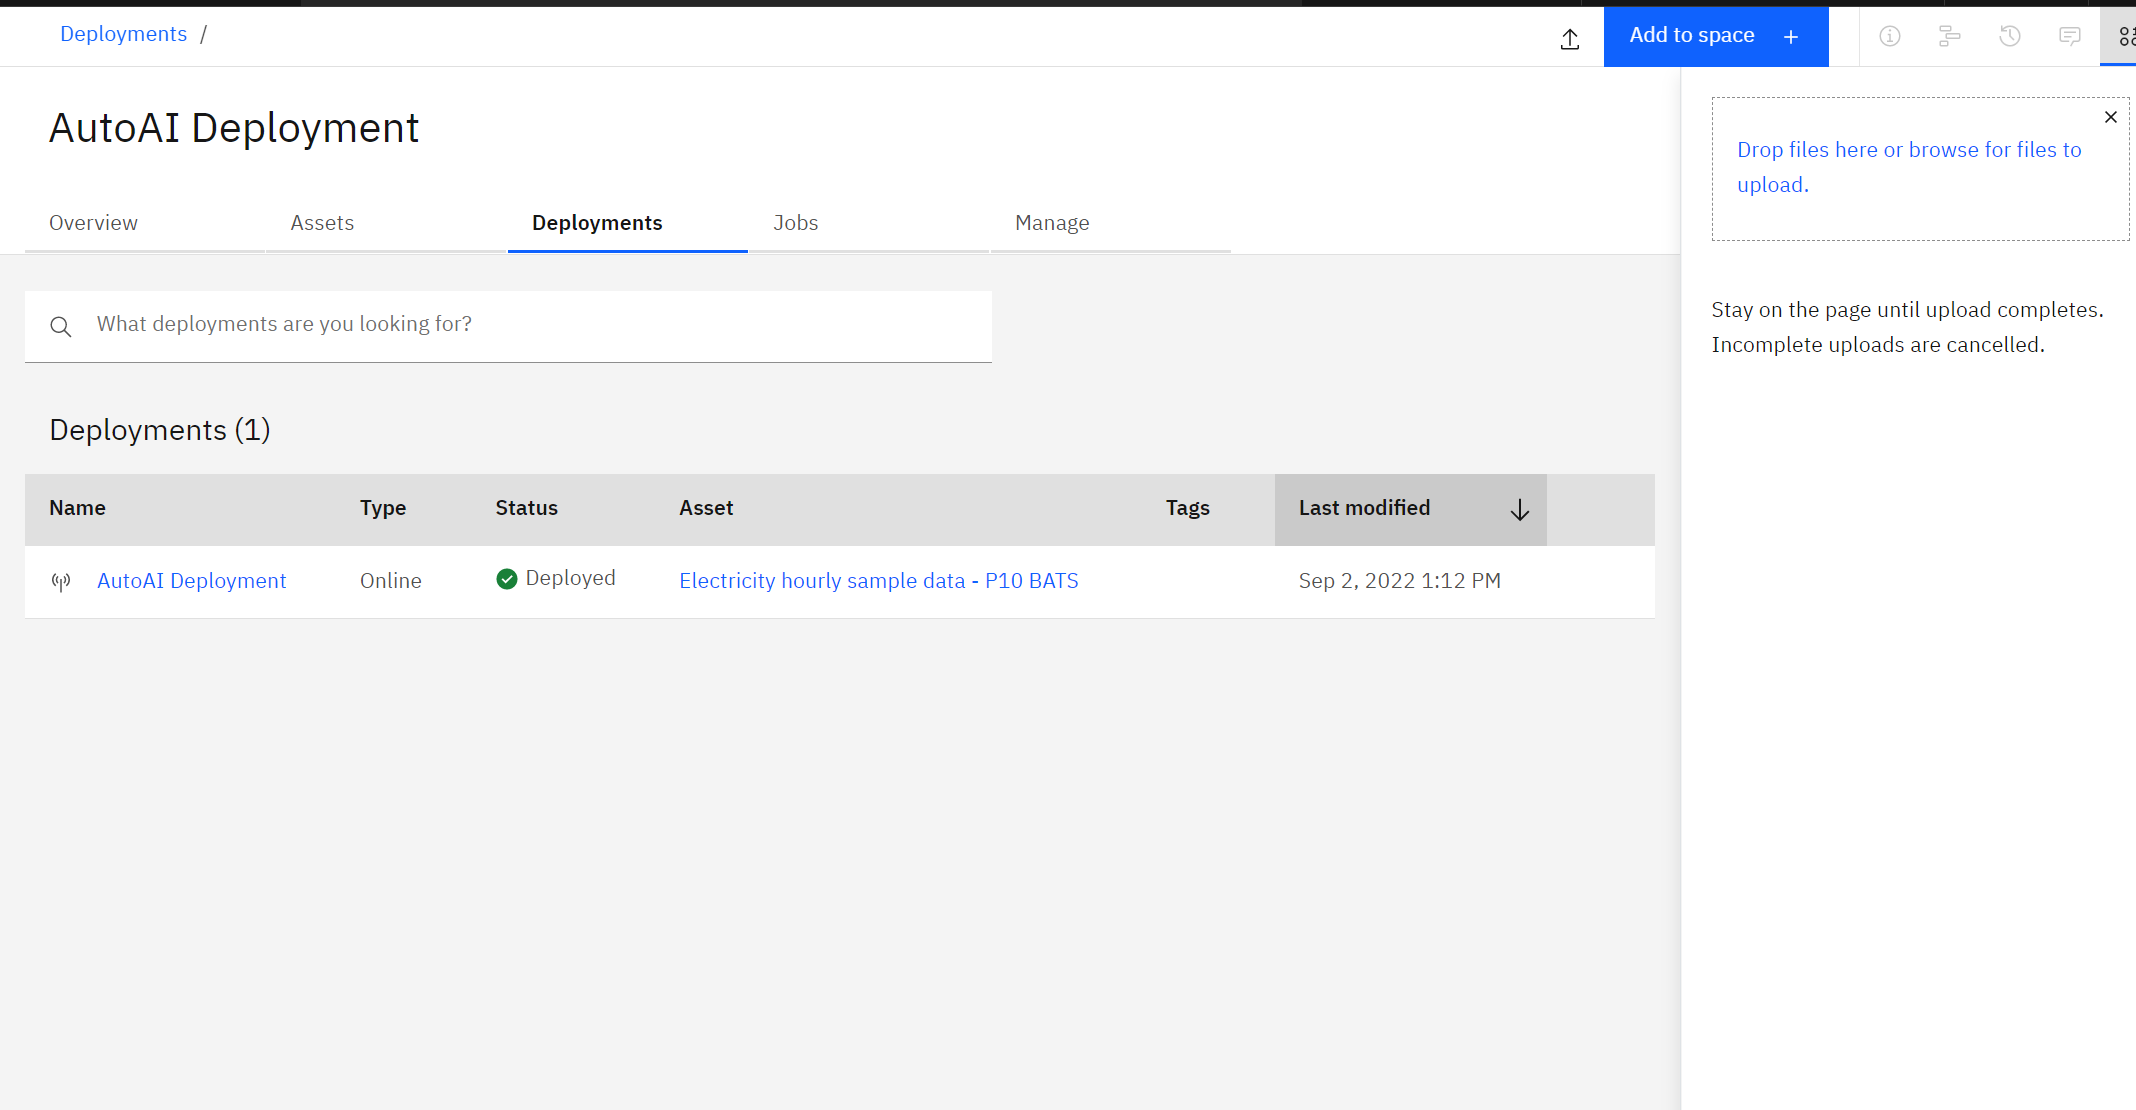 Deployments /
Add to space +
AutoAI Deployment
Overview Assets Deployments Jobs Manage
What deployments are you looking for?
Deployments (1)
Name Type Status Asset Tags Last modified
AutoAI Deployment Online Deployed Electricity hourly sample data - P10 BATS Sep 2, 2022 1:12 PM
Drop files here or browse for files to
upload.
Stay on the page until upload completes.
Incomplete uploads are cancelled.